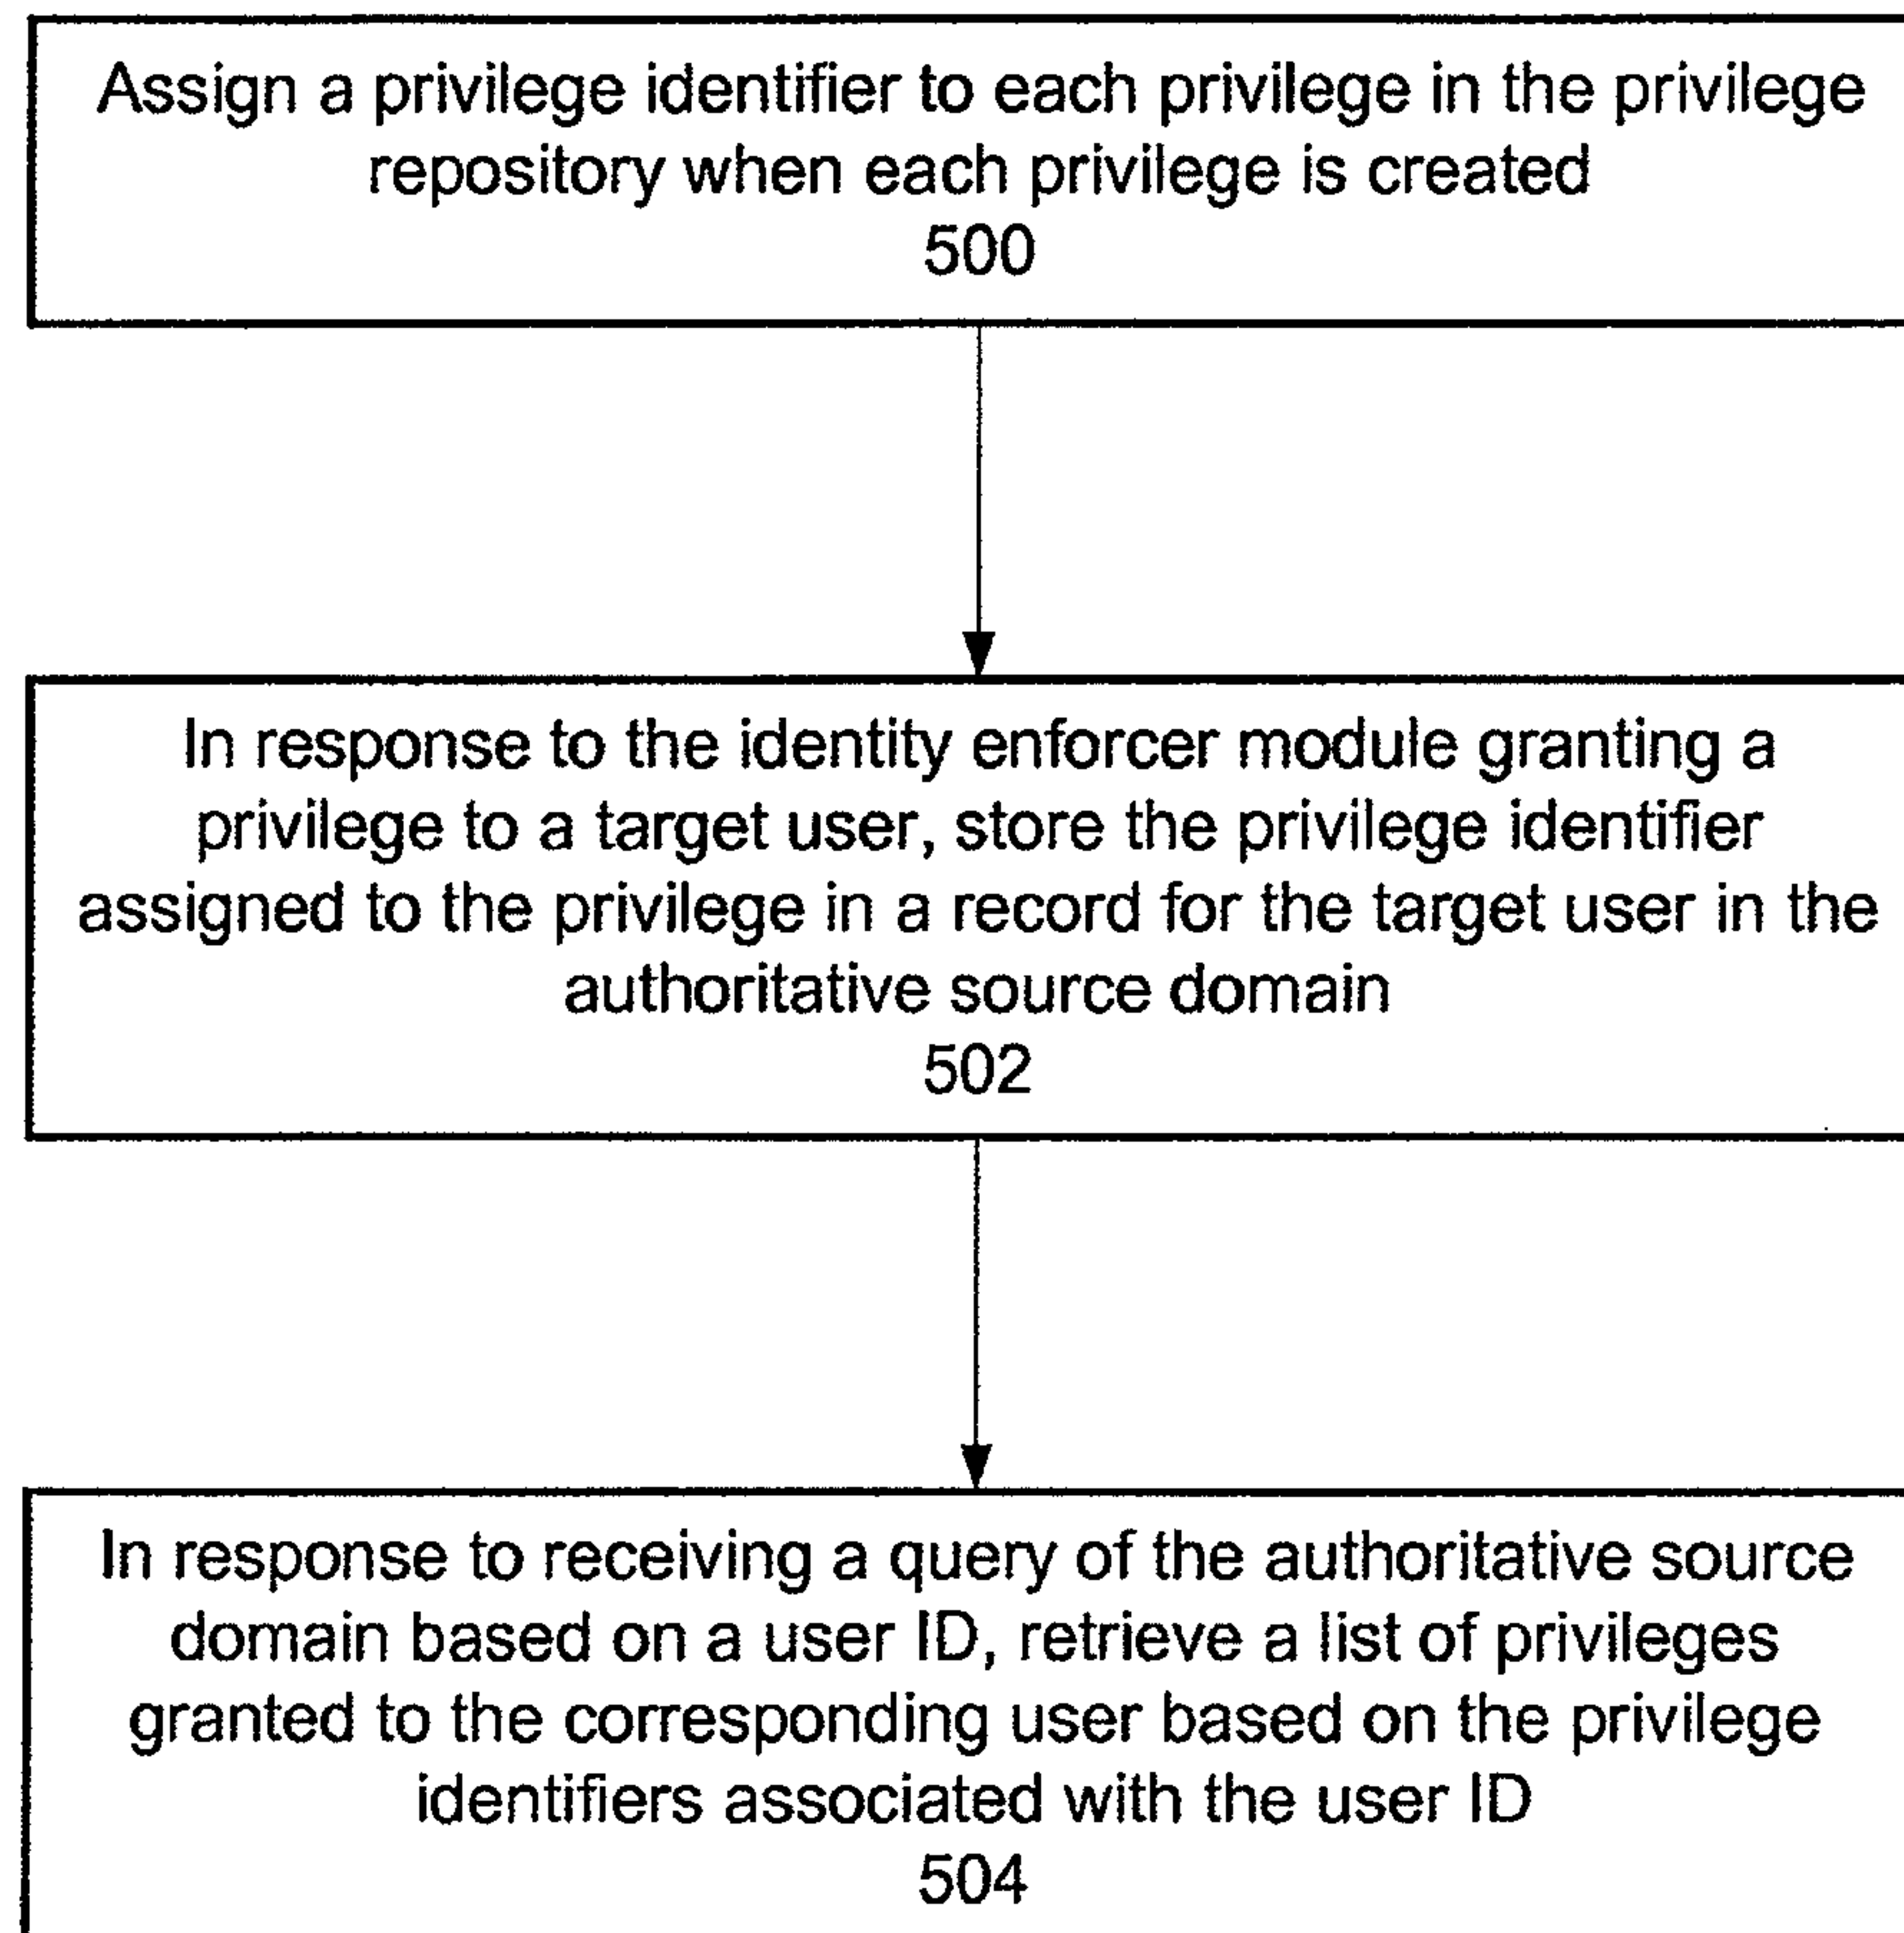 Assign a privilege identifier to each privilege in the privilege
repository when each privilege is created
500
In response to the identity enforcer module granting a
privilege to a target user, store the privilege identifier
assigned to the privilege in a record for the target user in the
authoritative source domain
502
In response to receiving a query of the authoritative source
domain based on a user ID, retrieve a list of privileges
granted to the corresponding user based on the privilege
identifiers associated with the user ID
504